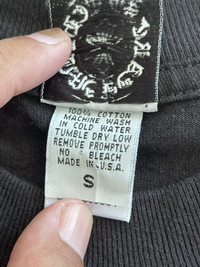 100% COTTON
MACHINE WASH
IN COLD WATER
TUMBLE DRY LOW
REMOVE PROMPTLY
NO BLEACH
MADE IN U.S.A.
S